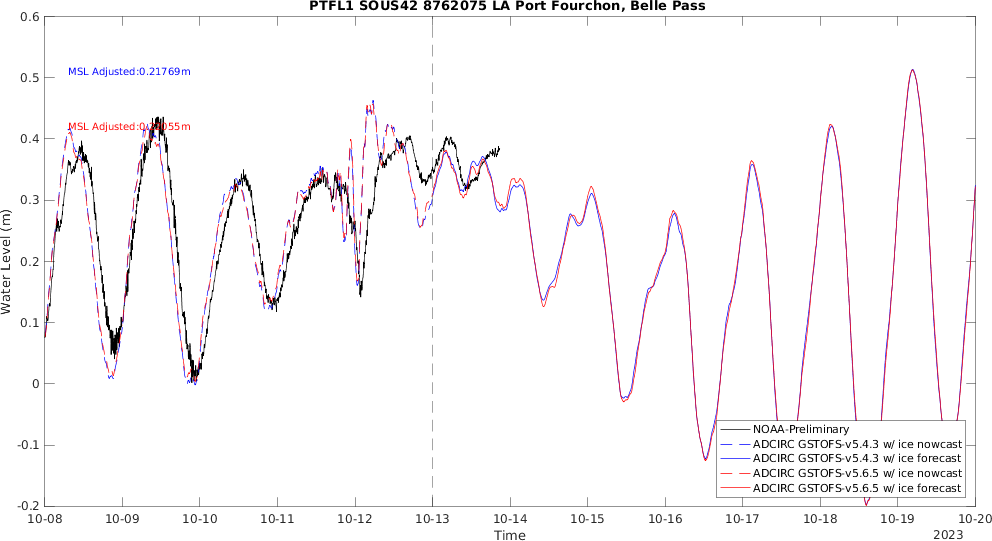 PTFL1 SOUS42 8762075 LA Port Fourchon, Belle Pass
0.6
0.5
0.4
0.3
0.2
0.1
0
-0.1
-0.2
Water Level (m)
MSL Adjusted:0.21769m
MSL Adjusted:
NOAA-Preliminary
ADCIRC GSTOFS-v5.4.3 w/ ice nowcast
ADCIRC GSTOFS-v5.4.3 w/ ice forecast
ADCIRC GSTOFS-v5.6.5 w/ ice nowcast
ADCIRC GSTOFS-v5.6.5 w/ ice forecast
10-08 10-09 10-10 10-11 10-12 10-13 10-14 10-15 10-16 10-17 10-18 10-19 10-20
Time
2023